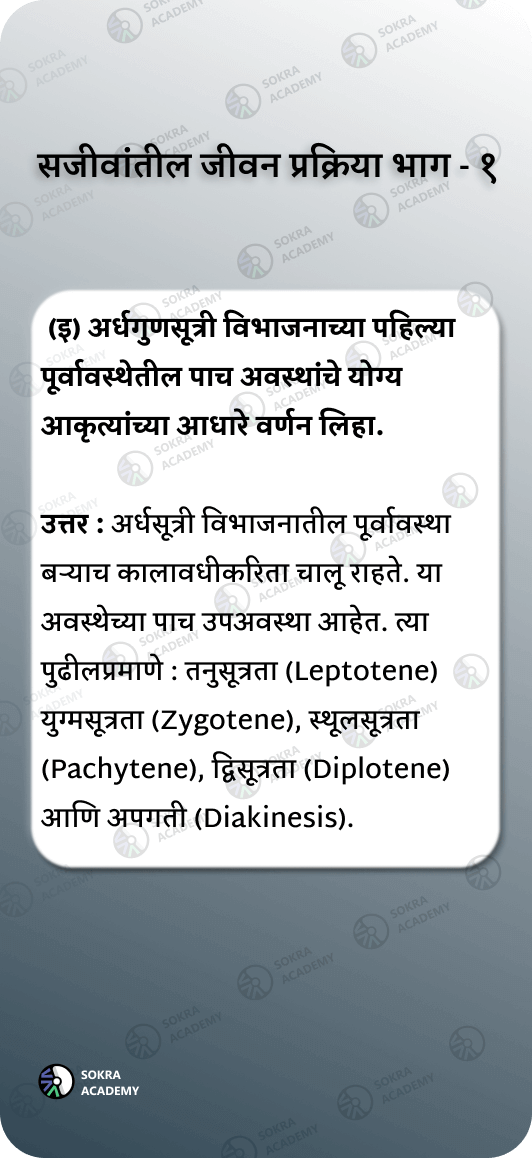 सजीवांतील जीवन प्रक्रिया भाग - १
(इ) अर्धगुणसूत्री विभाजनाच्या पहिल्या
पूर्वावस्थेतील पाच अवस्थांचे योग्य
आकृत्यांच्या आधारे वर्णन लिहा.
उत्तर : अर्धसूत्री विभाजनातील पूर्वावस्था
बऱ्याच कालावधीकरिता चालू राहते. या
अवस्थेच्या पाच उपअवस्था आहेत. त्या
पुढीलप्रमाणे : तनुसूत्रता (Leptotene)
युग्मसूत्रता (Zygotene), स्थूलसूत्रता
(Pachytene), द्विसूत्रता (Diplotene)
आणि अपगती (Diakinesis).
SOKRA
ACADEMY